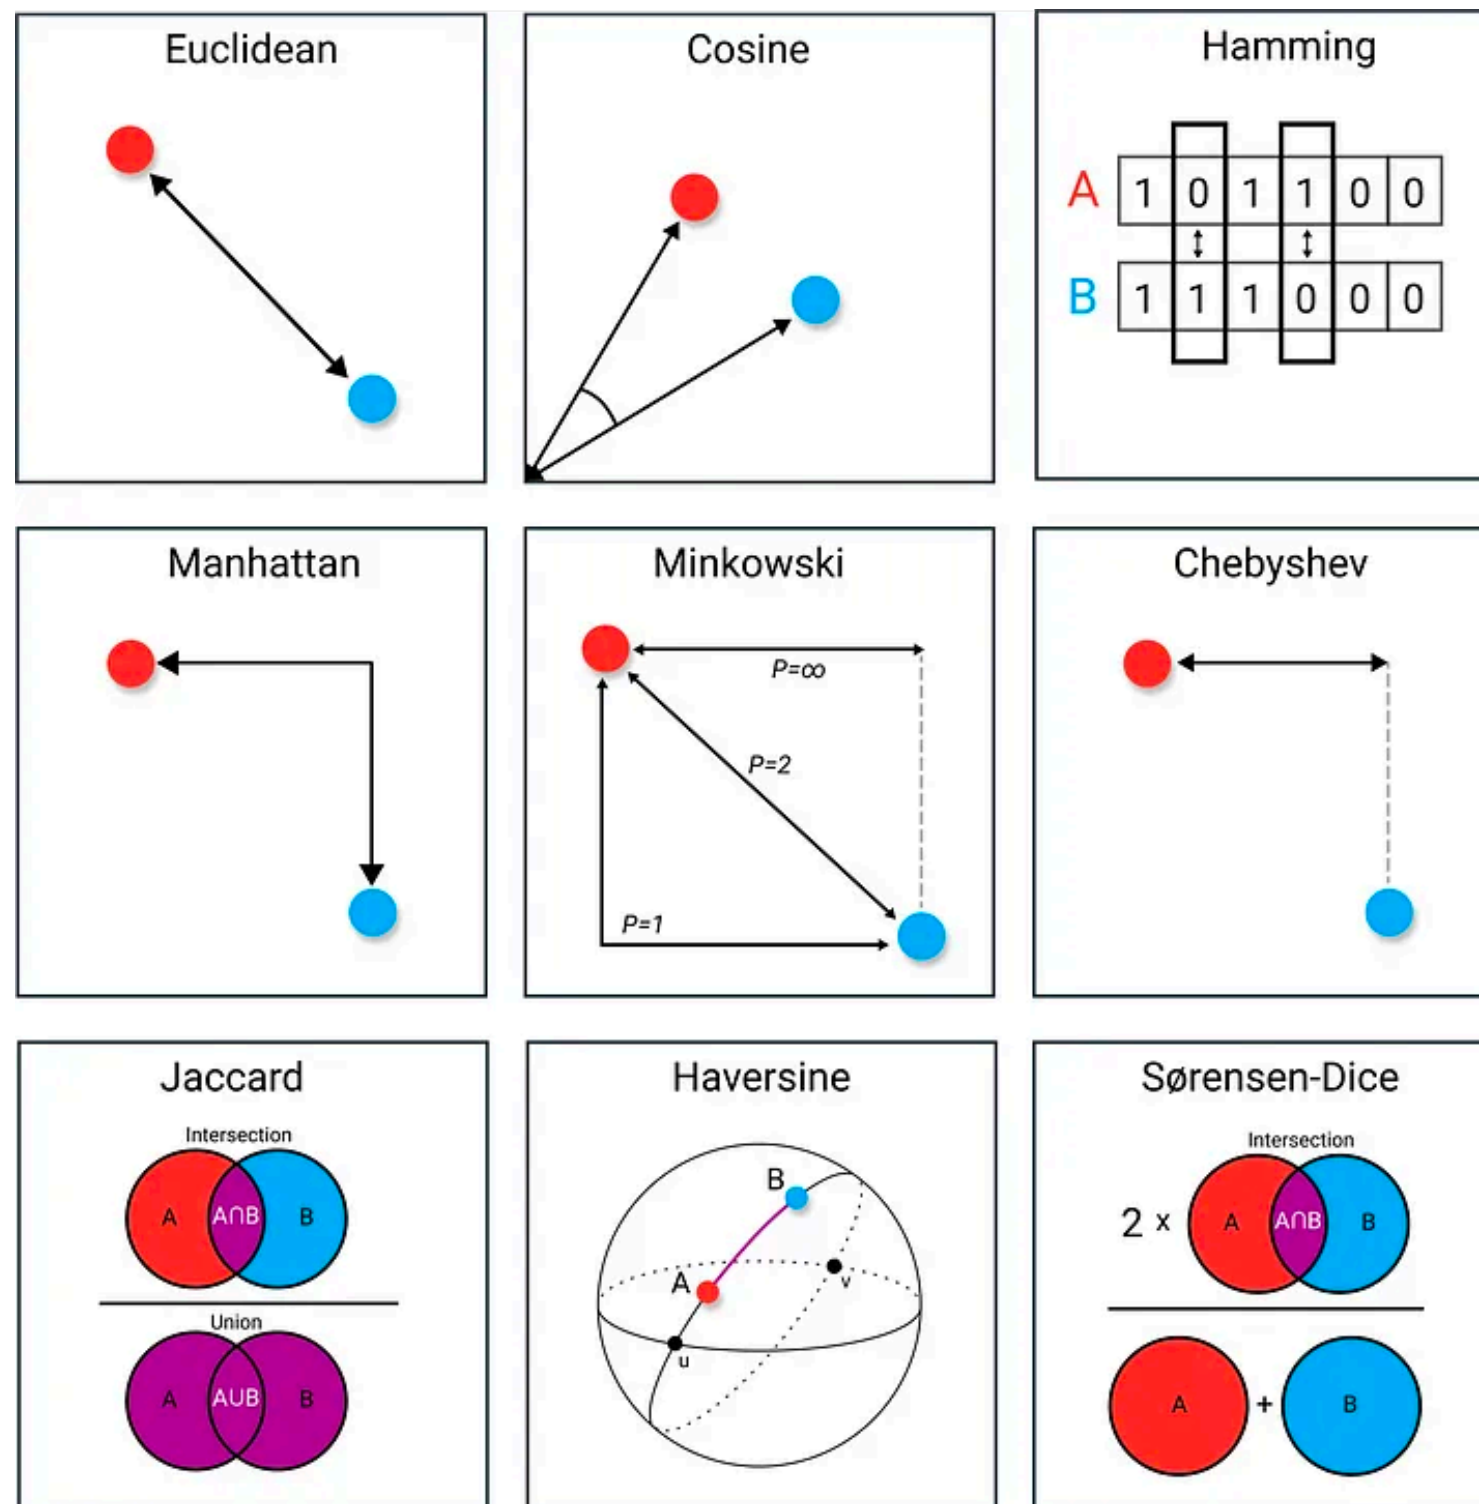 Euclidean
Cosine
Hamming
A 1 0 1 1 0 0
B 1 1 1 0 0 0
Manhattan
Minkowski
P=∞
P=2
P=1
Chebyshev
Jaccard
Intersection
A A∩B B
Union
A A∪B B
Haversine
B
A
v
u
Sørensen-Dice
Intersection
2 x A A∩B B
A + B